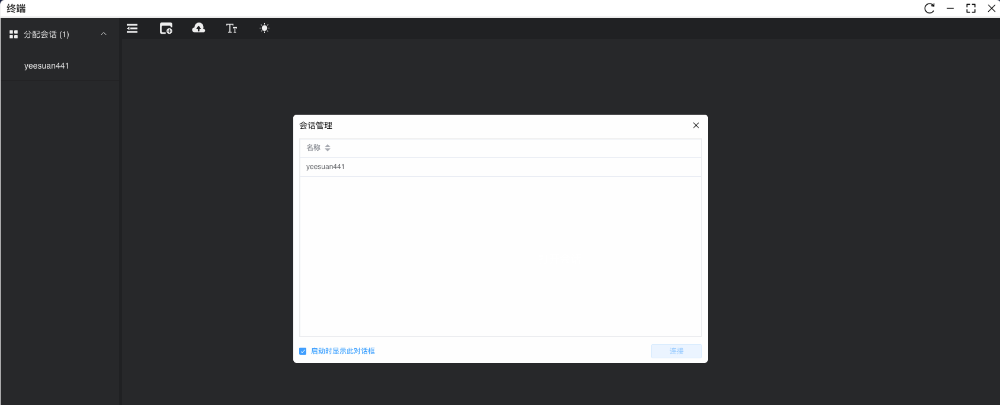 终端
分配会话 (1)
yeesuan441
会话管理
名称
yeesuan441
启动时显示此对话框
连接